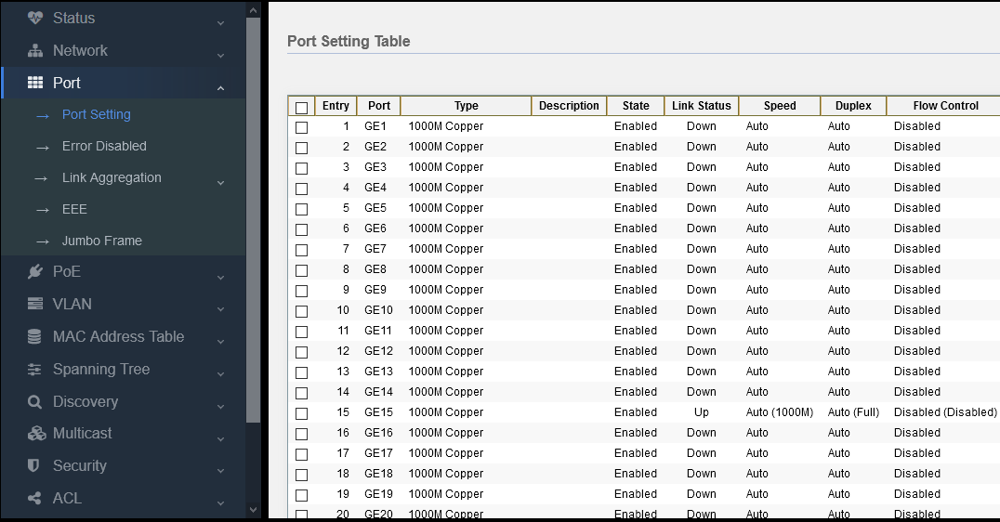 Status
Network
Port
→ Port Setting
→ Error Disabled
→ Link Aggregation
→ EEE
→ Jumbo Frame
PoE
VLAN
MAC Address Table
Spanning Tree
Discovery
Multicast
Security
ACL
Port Setting Table
Entry Port Type Description State Link Status Speed Duplex Flow Control
1 GE1 1000M Copper Enabled Down Auto Auto Disabled
2 GE2 1000M Copper Enabled Down Auto Auto Disabled
3 GE3 1000M Copper Enabled Down Auto Auto Disabled
4 GE4 1000M Copper Enabled Down Auto Auto Disabled
5 GE5 1000M Copper Enabled Down Auto Auto Disabled
6 GE6 1000M Copper Enabled Down Auto Auto Disabled
7 GE7 1000M Copper Enabled Down Auto Auto Disabled
8 GE8 1000M Copper Enabled Down Auto Auto Disabled
9 GE9 1000M Copper Enabled Down Auto Auto Disabled
10 GE10 1000M Copper Enabled Down Auto Auto Disabled
11 GE11 1000M Copper Enabled Down Auto Auto Disabled
12 GE12 1000M Copper Enabled Down Auto Auto Disabled
13 GE13 1000M Copper Enabled Down Auto Auto Disabled
14 GE14 1000M Copper Enabled Down Auto Auto Disabled
15 GE15 1000M Copper Enabled Up Auto (1000M) Auto (Full) Disabled (Disabled)
16 GE16 1000M Copper Enabled Down Auto Auto Disabled
17 GE17 1000M Copper Enabled Down Auto Auto Disabled
18 GE18 1000M Copper Enabled Down Auto Auto Disabled
19 GE19 1000M Copper Enabled Down Auto Auto Disabled
20 GE20 1000M Copper Enabled Down Auto Auto Disabled